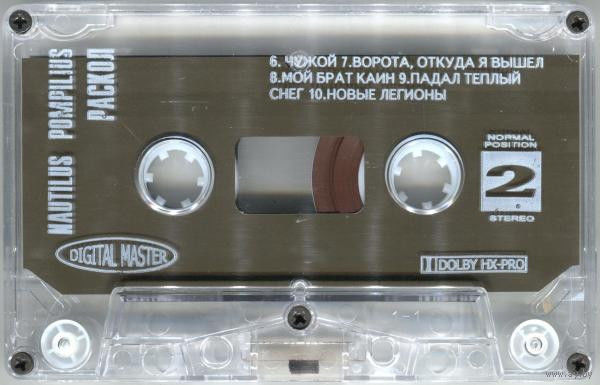 NAUTILUS POMPILIUS
РАСКОЛ
6. ЧУЖОЙ 7.ВОРОТА, ОТКУДА Я ВЫШЕЛ
8.МОЙ БРАТ КАИН 9.ПАДАЛ ТЕПЛЫЙ
СНЕГ 10.НОВЫЕ ЛЕГИОНЫ
NORMAL
POSITION
2
STEREO
DIGITAL MASTER
DOLBY HX-PRO